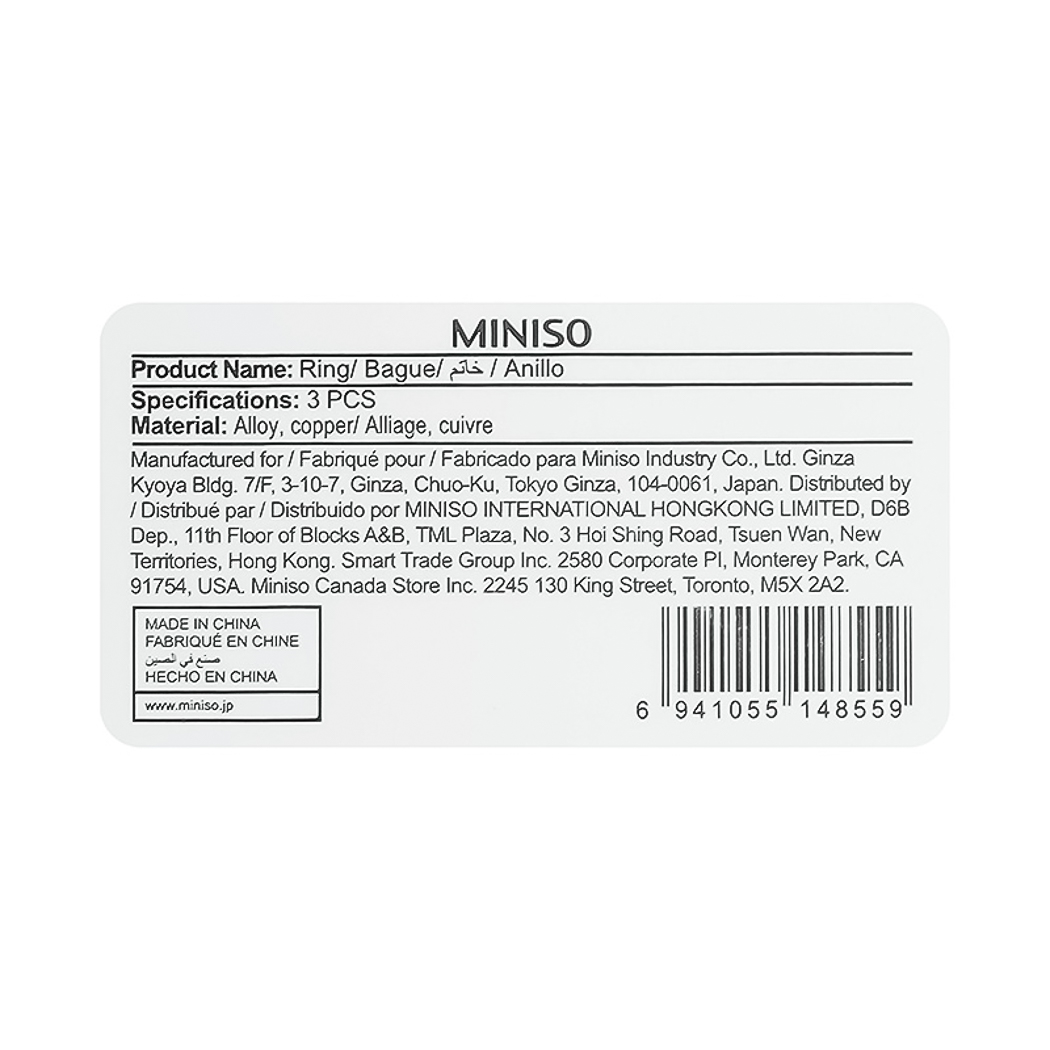 MINISO
Product Name: Ring/ Bague/ خاتم / Anillo
Specifications: 3 PCS
Material: Alloy, copper/ Alliage, cuivre
Manufactured for / Fabriqué pour / Fabricado para Miniso Industry Co., Ltd. Ginza
Kyoya Bldg. 7/F, 3-10-7, Ginza, Chuo-Ku, Tokyo Ginza, 104-0061, Japan. Distributed by
/ Distribué par / Distribuido por MINISO INTERNATIONAL HONGKONG LIMITED, D6B
Dep., 11th Floor of Blocks A&B, TML Plaza, No. 3 Hoi Shing Road, Tsuen Wan, New
Territories, Hong Kong. Smart Trade Group Inc. 2580 Corporate Pl, Monterey Park, CA
91754, USA. Miniso Canada Store Inc. 2245 130 King Street, Toronto, M5X 2A2.
MADE IN CHINA
FABRIQUÉ EN CHINE
صنع في الصين
HECHO EN CHINA
www.miniso.jp
6 941055 148559